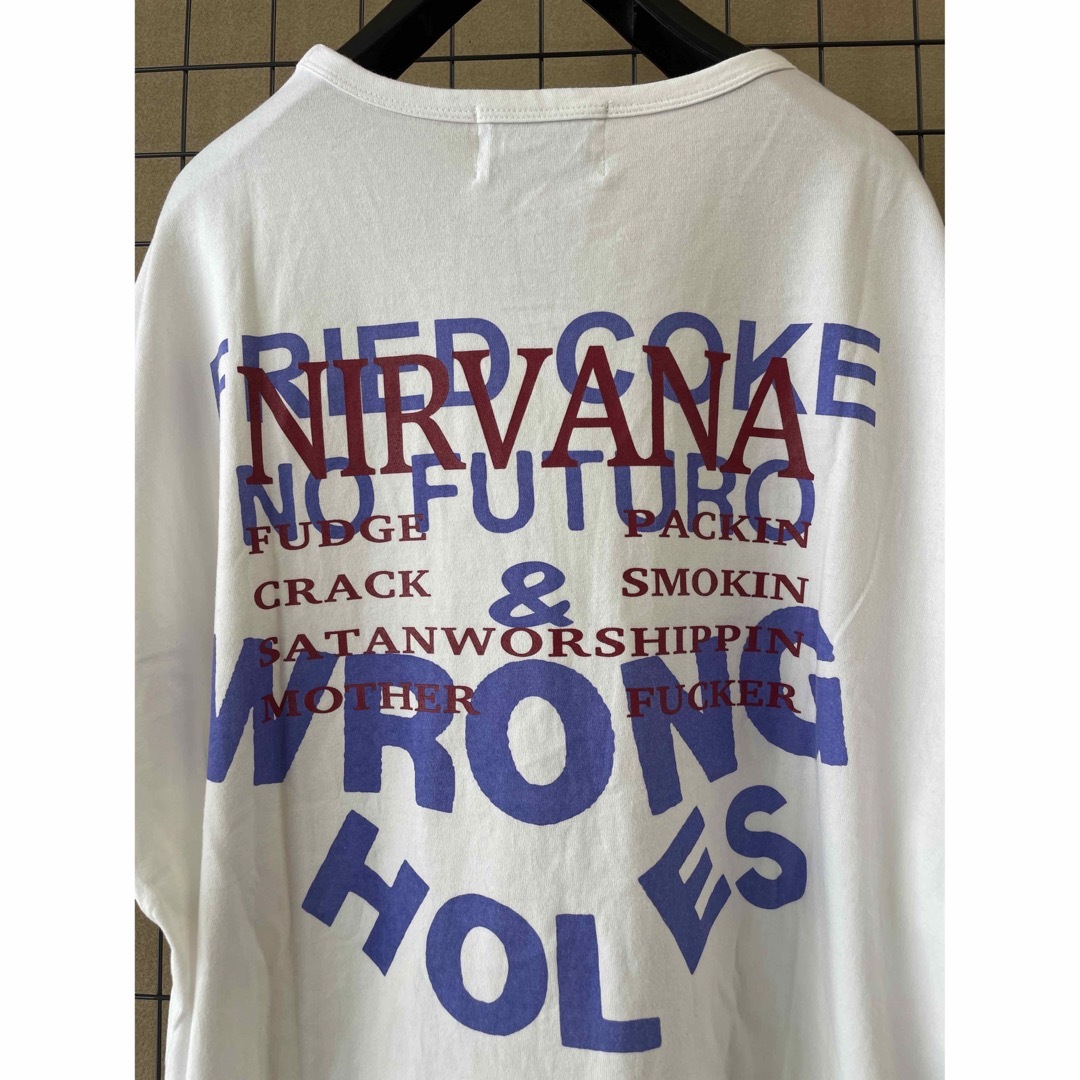 FRIED COKE
NIRVANA
NO FUTURO
FUDGE PACKIN
CRACK & SMOKIN
SATANWORSHIPPIN
MOTHER FUCKER
WRONG
HOLES